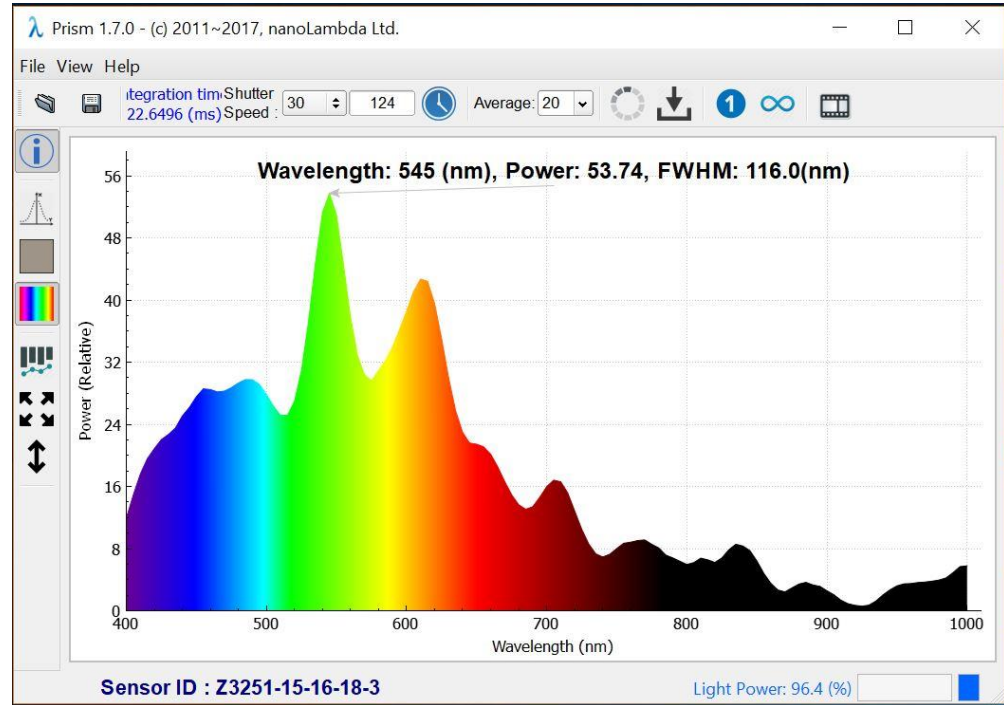 λ Prism 1.7.0 - (c) 2011~2017, nanoLambda Ltd.
File View Help
ntegration tim Shutter
22.6496 (ms) Speed :
30
124
Average: 20
1
Wavelength: 545 (nm), Power: 53.74, FWHM: 116.0(nm)
56
48
40
32
24
16
8
0
Power (Relative)
400 500 600 700 800 900 1000
Wavelength (nm)
Sensor ID : Z3251-15-16-18-3
Light Power: 96.4 (%)